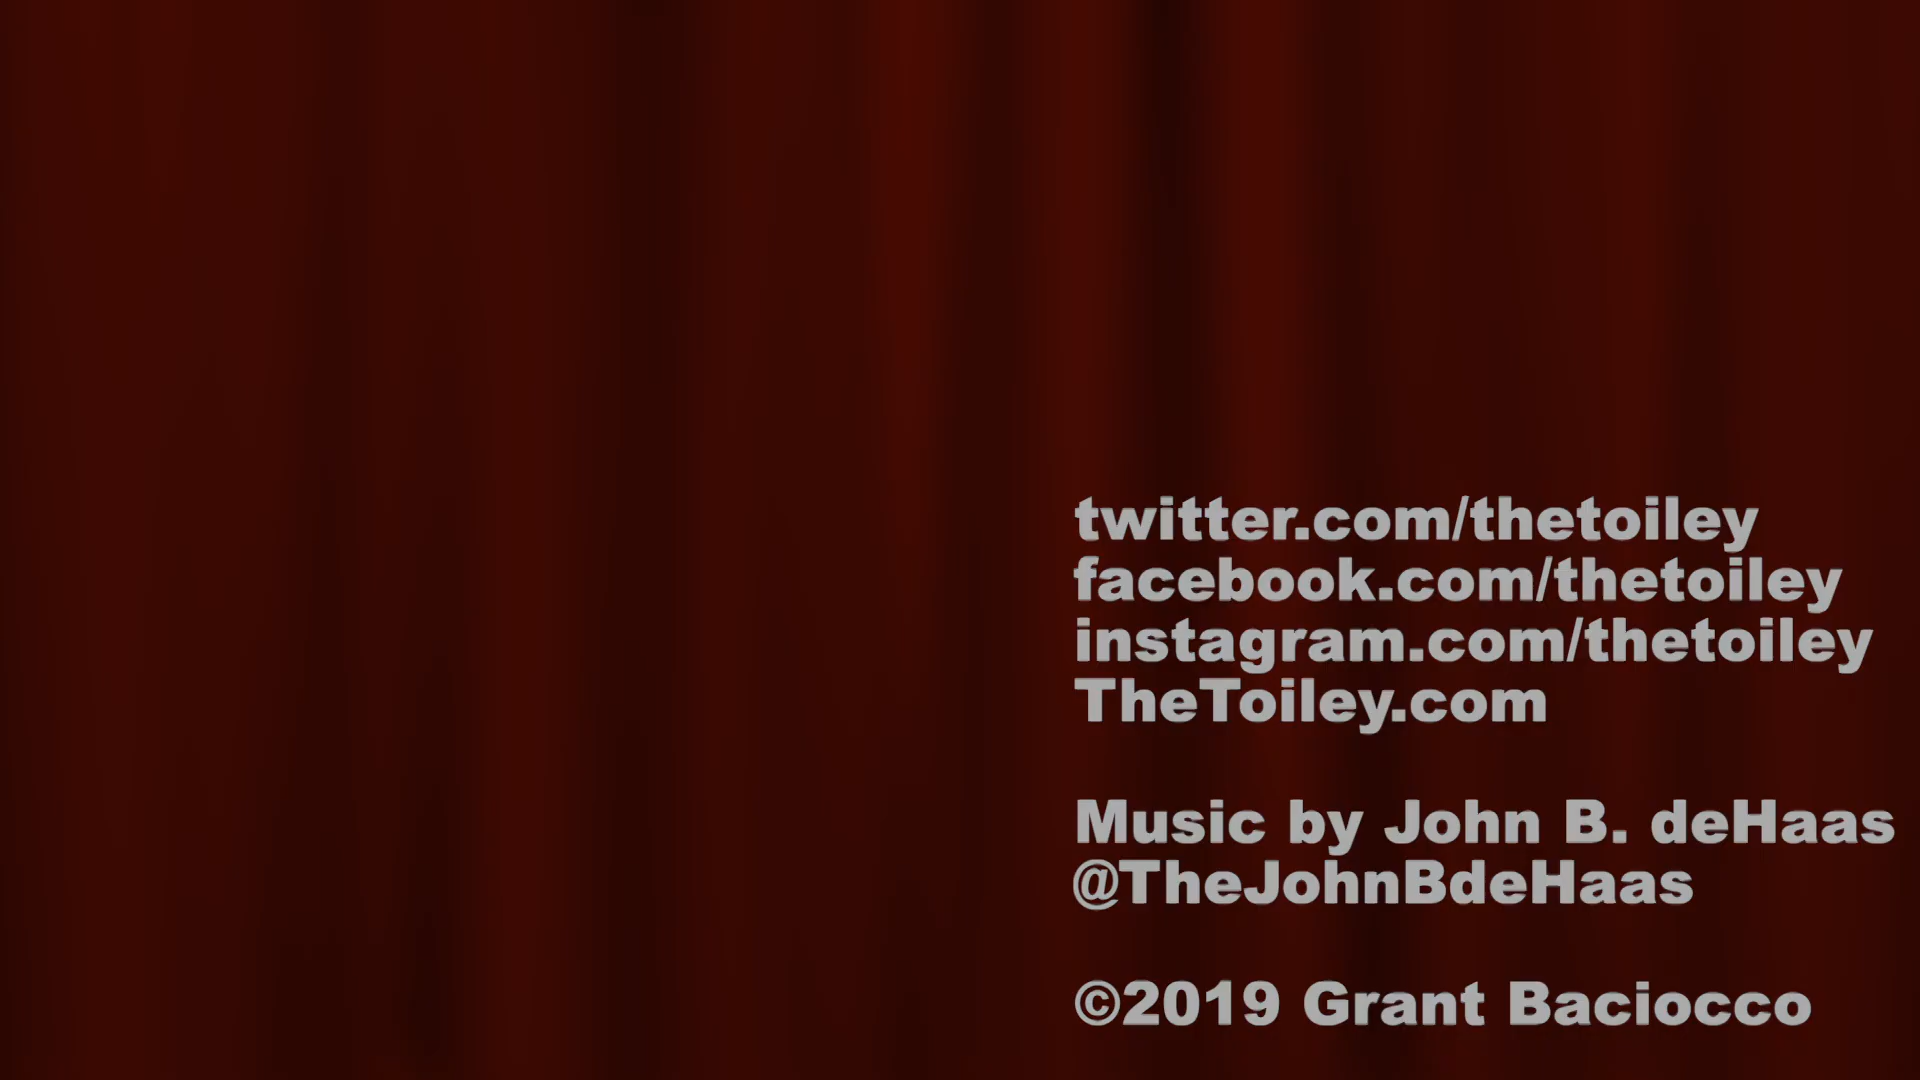 twitter.com/thetoiley
facebook.com/thetoiley
instagram.com/thetoiley
TheToiley.com
Music by John B. deHaas
@TheJohnBdeHaas
©2019 Grant Baciocco